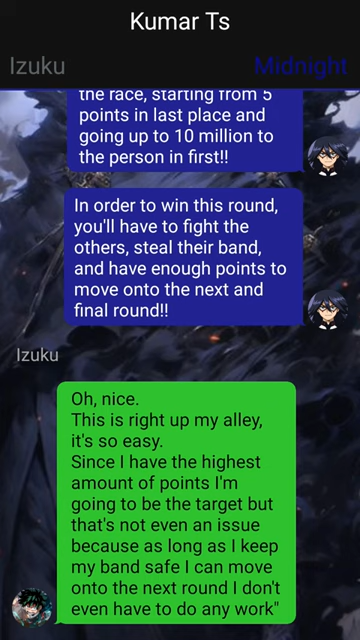 Kumar Ts
Izuku
Midnight
the race, starting from 5
points in last place and
going up to 10 million to
the person in first!!
In order to win this round,
you'll have to fight the
others, steal their band,
and have enough points to
move onto the next and
final round!!
Izuku
Oh, nice.
This is right up my alley,
it's so easy.
Since I have the highest
amount of points I'm
going to be the target but
that's not even an issue
because as long as I keep
my band safe I can move
onto the next round I don't
even have to do any work"